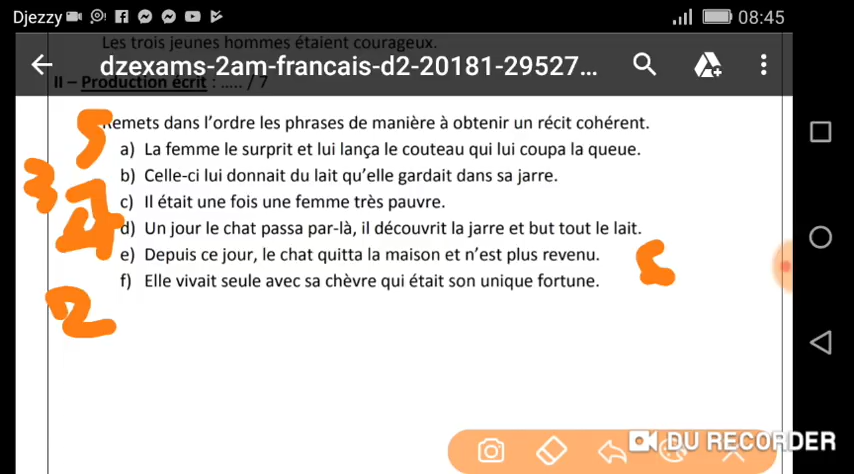 Djezzy 08:45
Les trois jeunes hommes étaient courageux.
dzexams-2am-francais-d2-20181-29527...
II – Production écrit : ..... / 7
Remets dans l'ordre les phrases de manière à obtenir un récit cohérent.
5 a) La femme le surprit et lui lança le couteau qui lui coupa la queue.
3 b) Celle-ci lui donnait du lait qu'elle gardait dans sa jarre.
1 c) Il était une fois une femme très pauvre.
4 d) Un jour le chat passa par-là, il découvrit la jarre et but tout le lait.
e) Depuis ce jour, le chat quitta la maison et n'est plus revenu. 6
2 f) Elle vivait seule avec sa chèvre qui était son unique fortune.
DU RECORDER